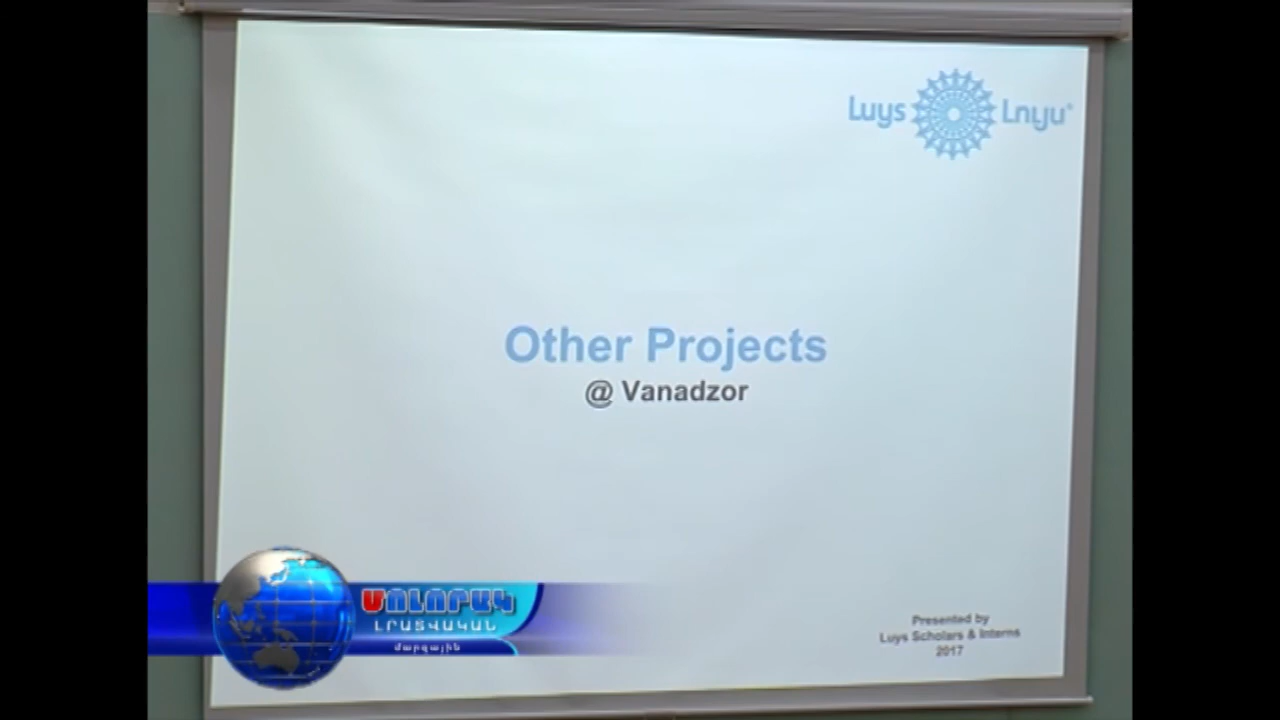 Luys Լույս
Other Projects
@ Vanadzor
ՄՈԼՈՐԱԿ
ԼՐԱՏՎԱԿԱՆ
մարզային
Presented by
Luys Scholars & Interns
2017